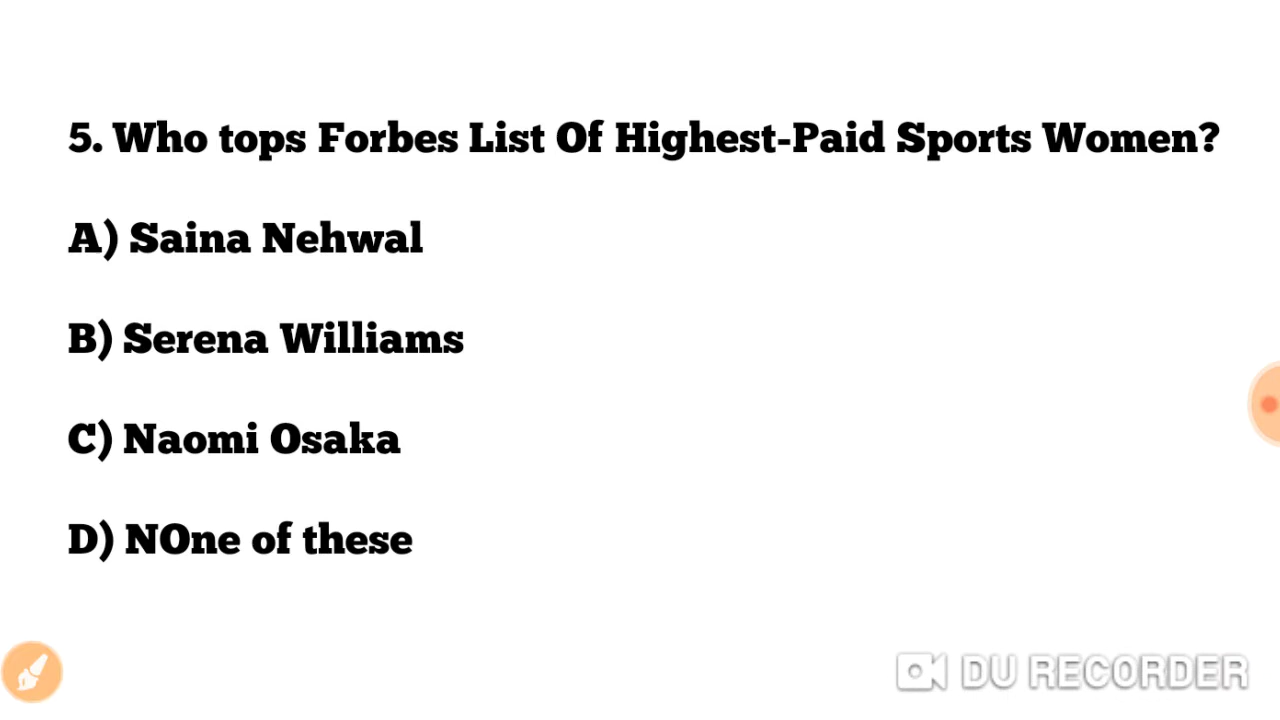 5. Who tops Forbes List Of Highest-Paid Sports Women?
A) Saina Nehwal
B) Serena Williams
C) Naomi Osaka
D) NOne of these
DU RECORDER